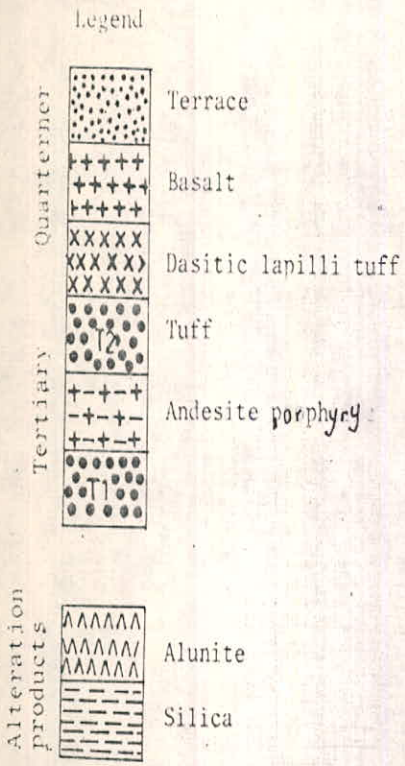 Legend
Quarterner
Terrace
Basalt
Dasitic lapilli tuff
Tertiary
T2
Tuff
Andesite porphyry
T1
Alteration
products
Alunite
Silica